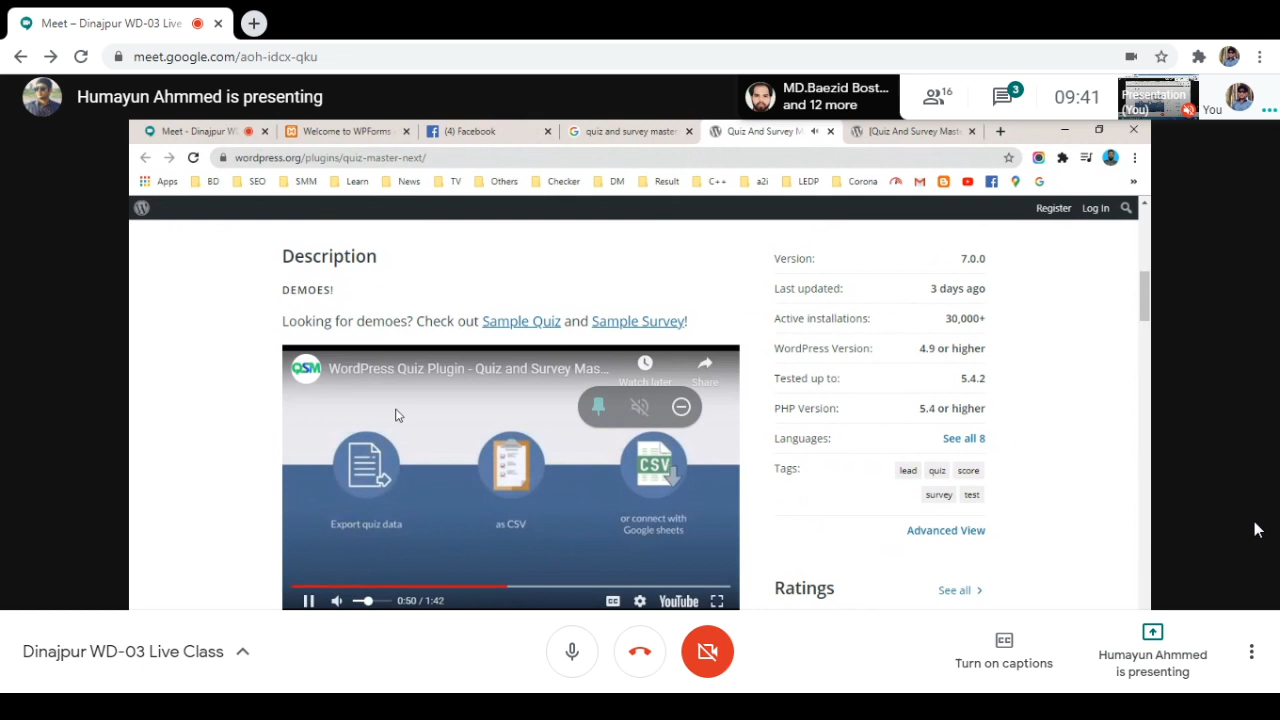 Meet – Dinajpur WD-03 Live
meet.google.com/aoh-idcx-qku
Humayun Ahmmed is presenting
MD.Baezid Bost...
and 12 more
16
3
09:41
Presentation
(You)
You
Meet - Dinajpur W
Welcome to WPForms
(4) Facebook
quiz and survey master
Quiz And Survey M
[Quiz And Survey Master
wordpress.org/plugins/quiz-master-next/
Apps
BD
SEO
SMM
Learn
News
TV
Others
Checker
DM
Result
C++
a2i
LEDP
Corona
»
Register
Log In
Description
DEMOES!
Looking for demoes? Check out Sample Quiz and Sample Survey!
QSM
WordPress Quiz Plugin - Quiz and Survey Mas...
Watch later
Share
CSV
Export quiz data
as CSV
or connect with
Google sheets
0:50 / 1:42
CC
YouTube
Version: 7.0.0
Last updated: 3 days ago
Active installations: 30,000+
WordPress Version: 4.9 or higher
Tested up to: 5.4.2
PHP Version: 5.4 or higher
Languages: See all 8
Tags: lead quiz score
survey test
Advanced View
Ratings
See all
Dinajpur WD-03 Live Class
CC
Turn on captions
Humayun Ahmmed
is presenting